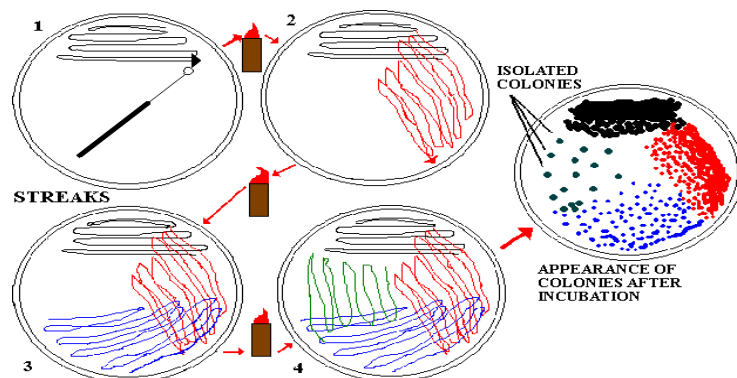 1
2
ISOLATED
COLONIES
STREAKS
3
4
APPEARANCE OF
COLONIES AFTER
INCUBATION